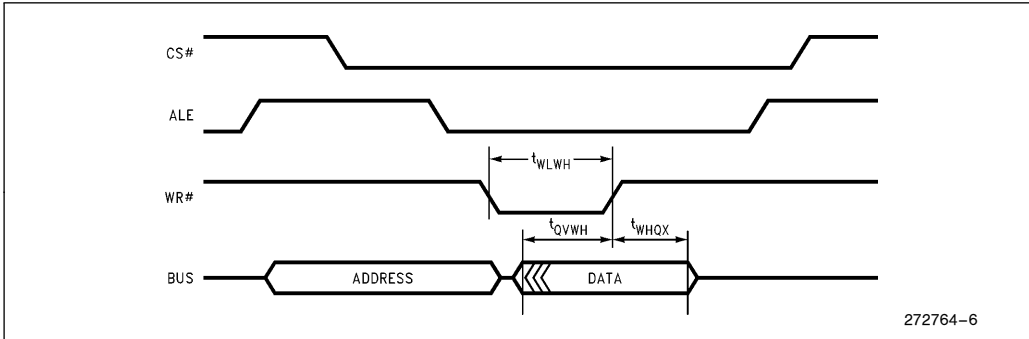 CS#
ALE
tWLWH
WR#
tQVWH
tWHQX
BUS
ADDRESS
DATA
272764–6